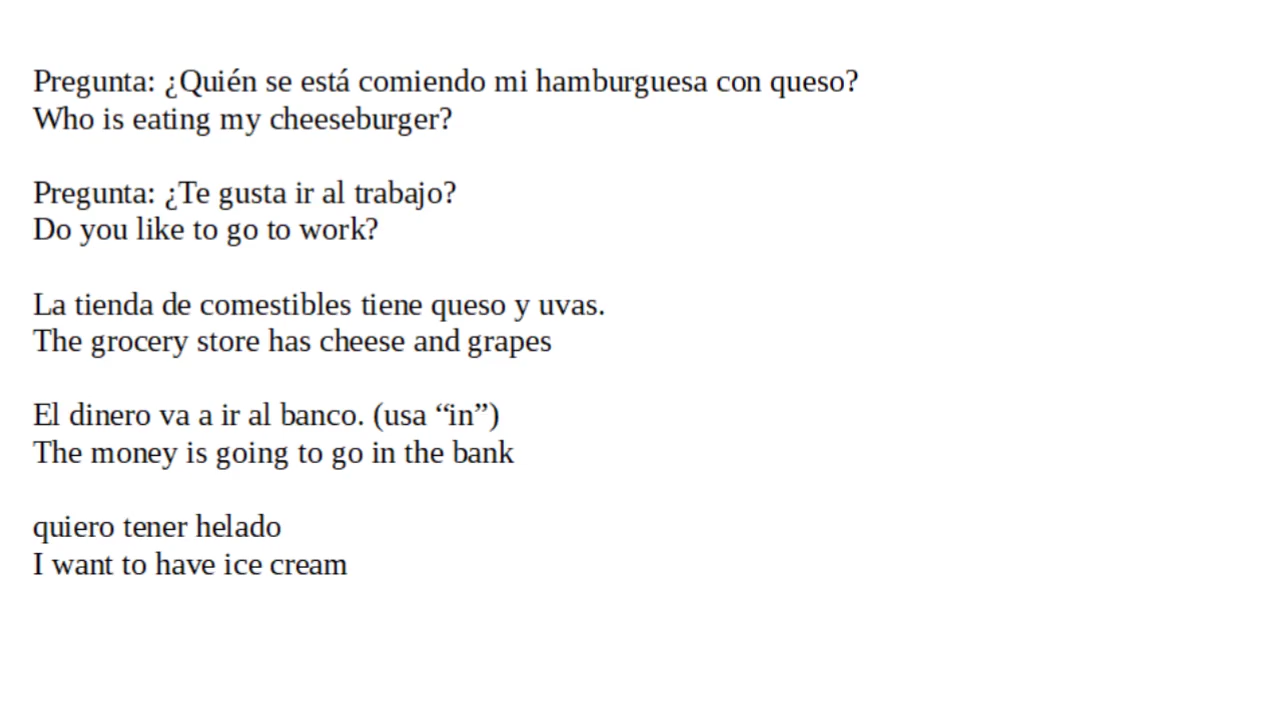 Pregunta: ¿Quién se está comiendo mi hamburguesa con queso?
Who is eating my cheeseburger?
Pregunta: ¿Te gusta ir al trabajo?
Do you like to go to work?
La tienda de comestibles tiene queso y uvas.
The grocery store has cheese and grapes
El dinero va a ir al banco. (usa “in”)
The money is going to go in the bank
quiero tener helado
I want to have ice cream